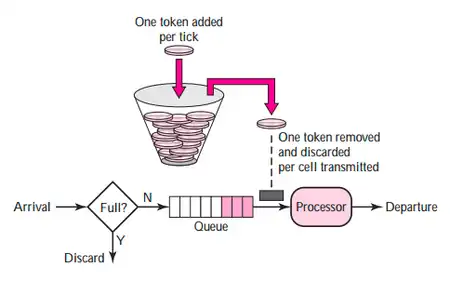 One token added
per tick
One token removed
and discarded
per cell transmitted
Arrival
Full?
N
Queue
Processor
Departure
Y
Discard